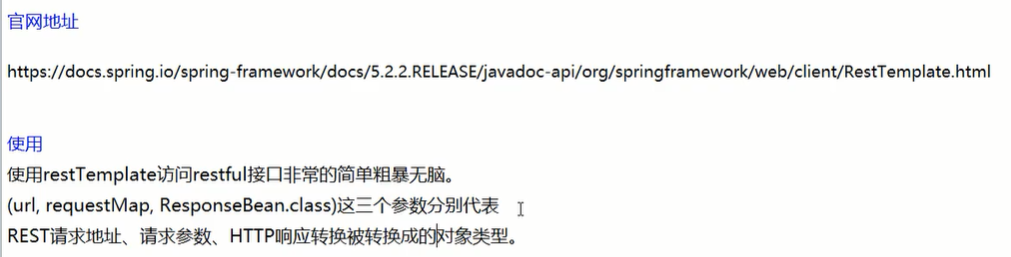 官网地址
https://docs.spring.io/spring-framework/docs/5.2.2.RELEASE/javadoc-api/org/springframework/web/client/RestTemplate.html
使用
使用restTemplate访问restful接口非常的简单粗暴无脑。
(url, requestMap, ResponseBean.class)这三个参数分别代表
REST请求地址、请求参数、HTTP响应转换被转换成的对象类型。